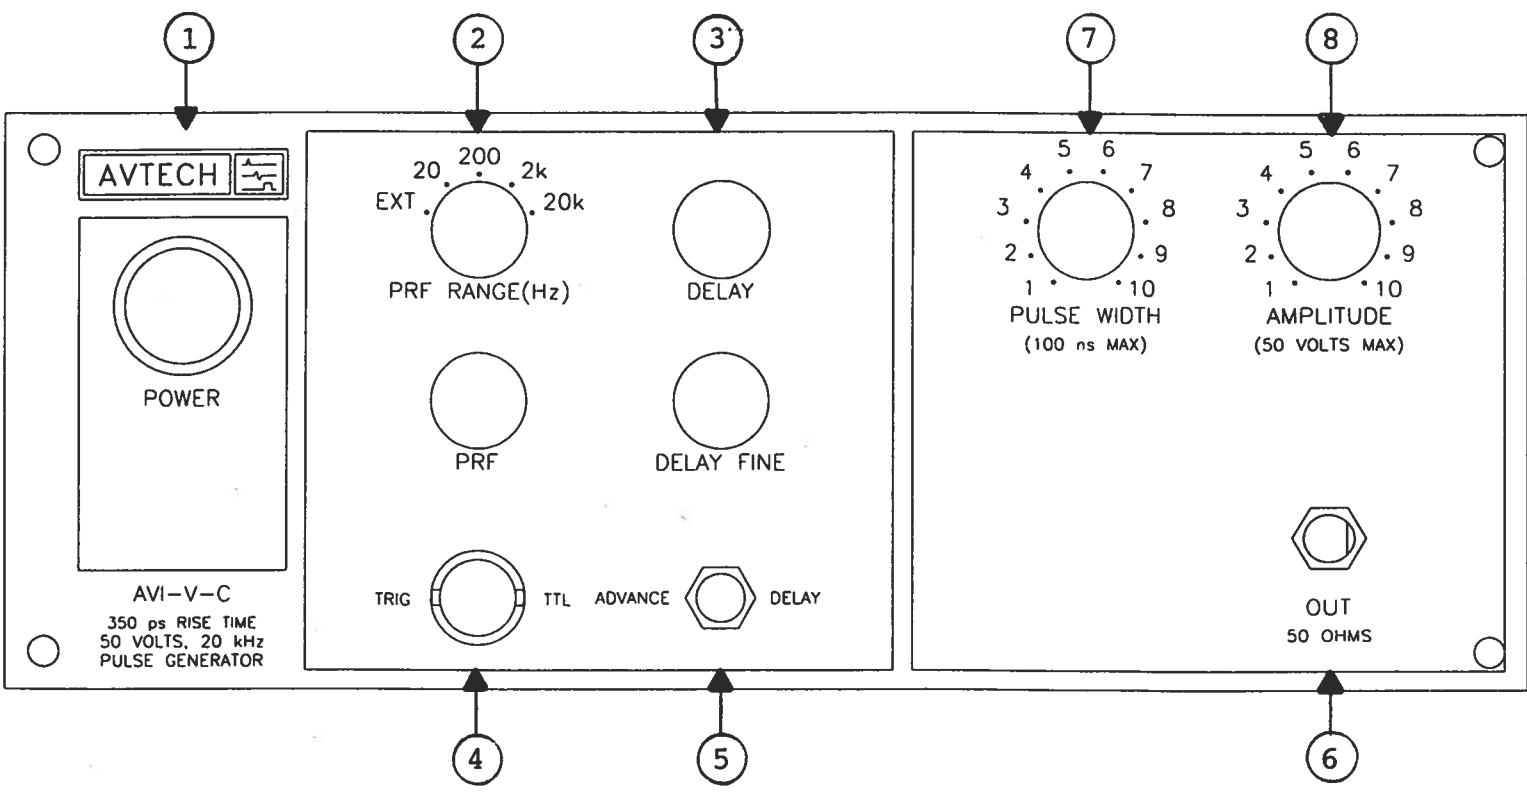 1
2
3
7
8
AVTECH
POWER
AVI-V-C
350 ps RISE TIME
50 VOLTS, 20 kHz
PULSE GENERATOR
EXT 20 200 2k 20k
PRF RANGE(Hz)
DELAY
PRF
DELAY FINE
TRIG TTL
ADVANCE DELAY
1 2 3 4 5 6 7 8 9 10
PULSE WIDTH
(100 ns MAX)
1 2 3 4 5 6 7 8 9 10
AMPLITUDE
(50 VOLTS MAX)
OUT
50 OHMS
4
5
6